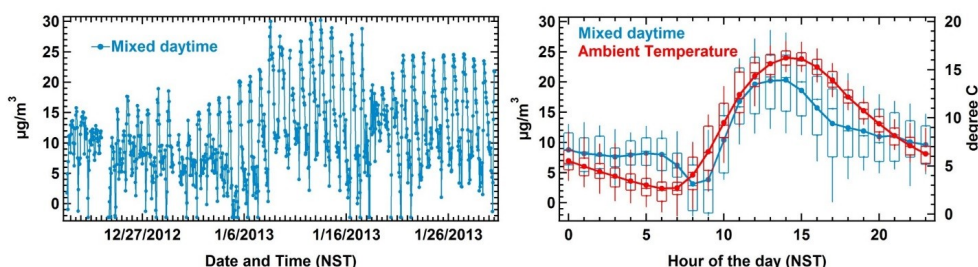 30
25
20
15
10
5
0
µg/m³
Mixed daytime
12/27/2012 1/6/2013 1/16/2013 1/26/2013
Date and Time (NST)
30
25
20
15
10
5
0
µg/m³
Mixed daytime
Ambient Temperature
20
15
10
5
0
degree C
0 5 10 15 20
Hour of the day (NST)